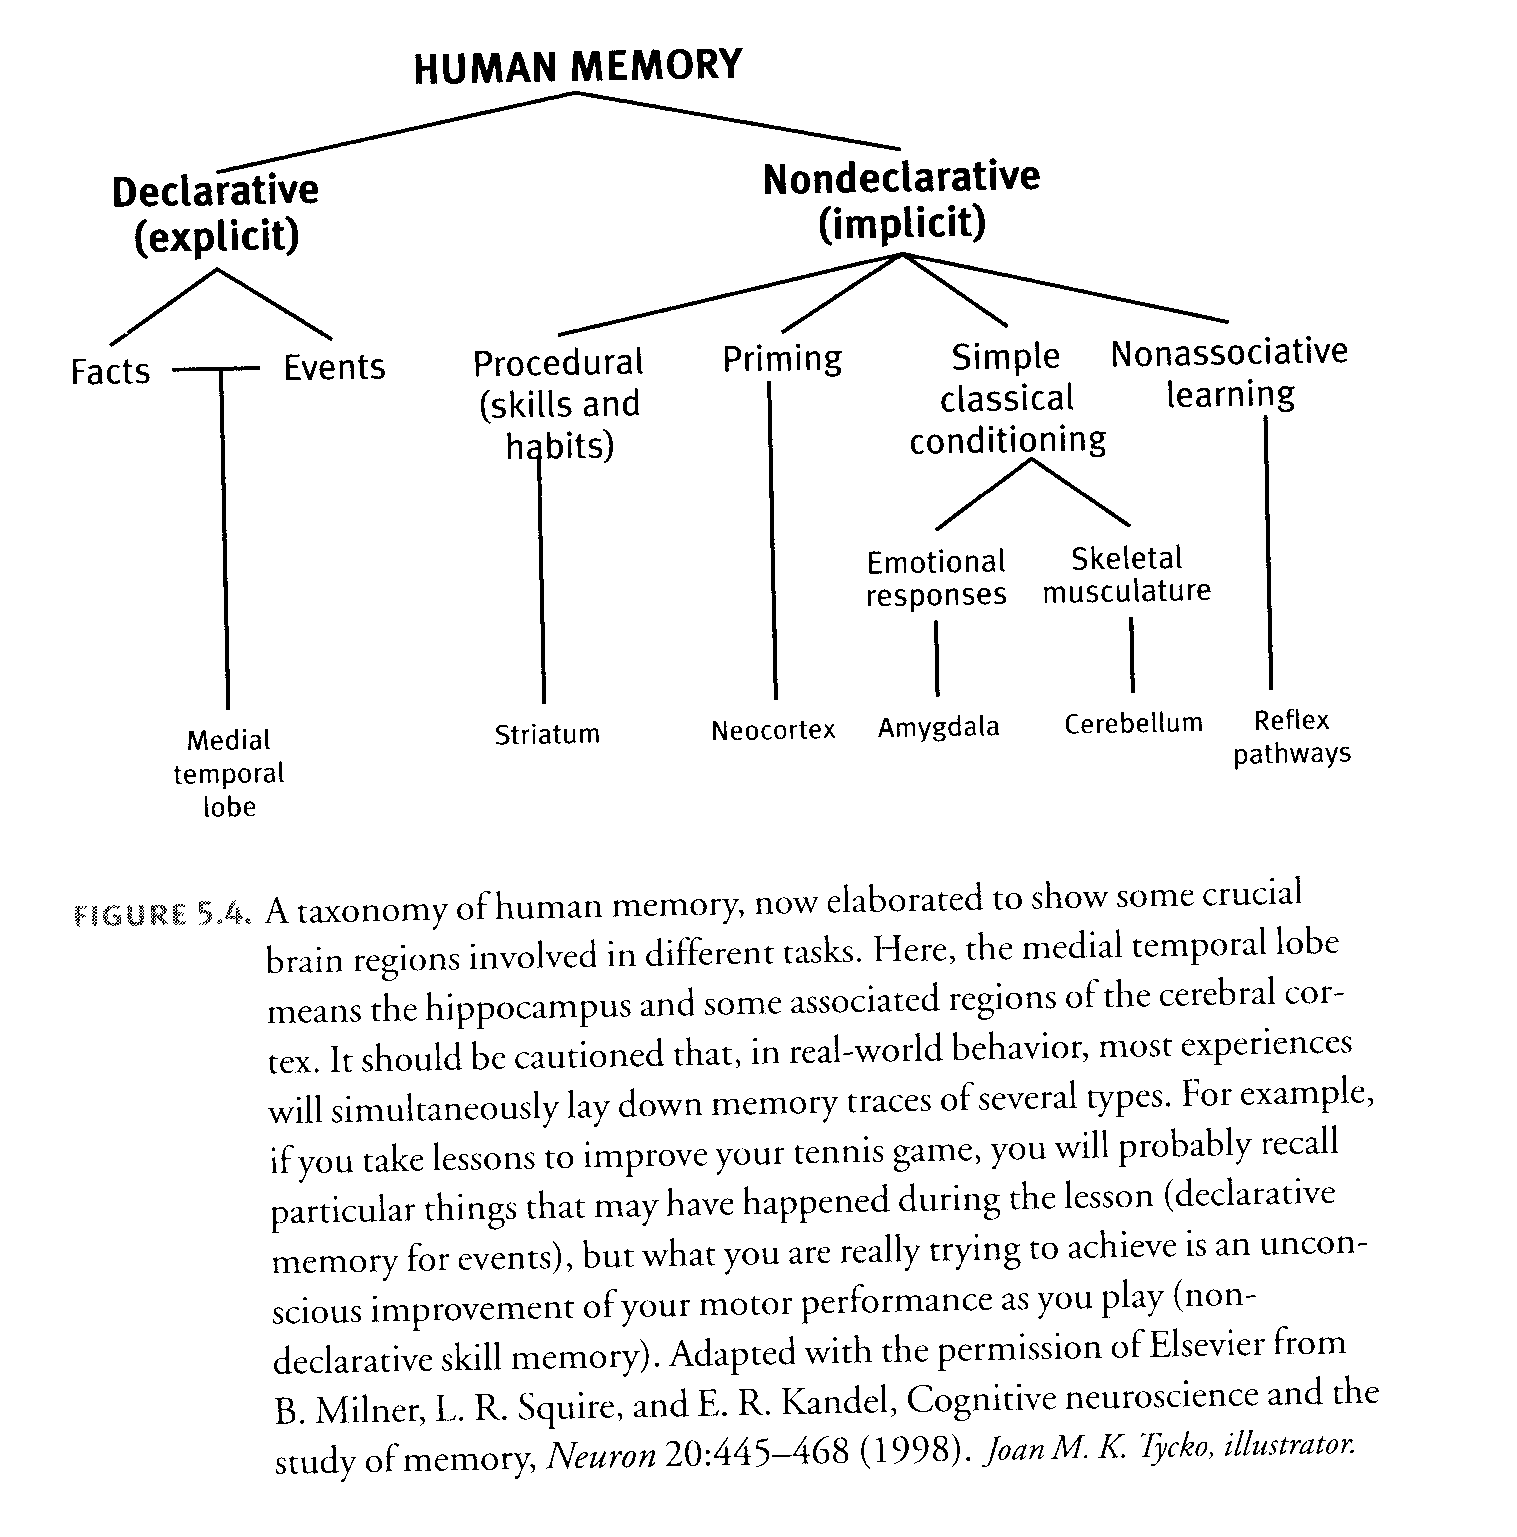 HUMAN MEMORY
Declarative
(explicit)
Nondeclarative
(implicit)
Facts
Events
Procedural
(skills and
habits)
Priming
Simple
classical
conditioning
Nonassociative
learning
Emotional
responses
Skeletal
musculature
Medial
temporal
lobe
Striatum
Neocortex
Amygdala
Cerebellum
Reflex
pathways
FIGURE 5.4. A taxonomy of human memory, now elaborated to show some crucial
brain regions involved in different tasks. Here, the medial temporal lobe
means the hippocampus and some associated regions of the cerebral cor-
tex. It should be cautioned that, in real-world behavior, most experiences
will simultaneously lay down memory traces of several types. For example,
if you take lessons to improve your tennis game, you will probably recall
particular things that may have happened during the lesson (declarative
memory for events), but what you are really trying to achieve is an uncon-
scious improvement of your motor performance as you play (non-
declarative skill memory). Adapted with the permission of Elsevier from
B. Milner, L. R. Squire, and E. R. Kandel, Cognitive neuroscience and the
study of memory, Neuron 20:445–468 (1998). Joan M. K. Tycko, illustrator.